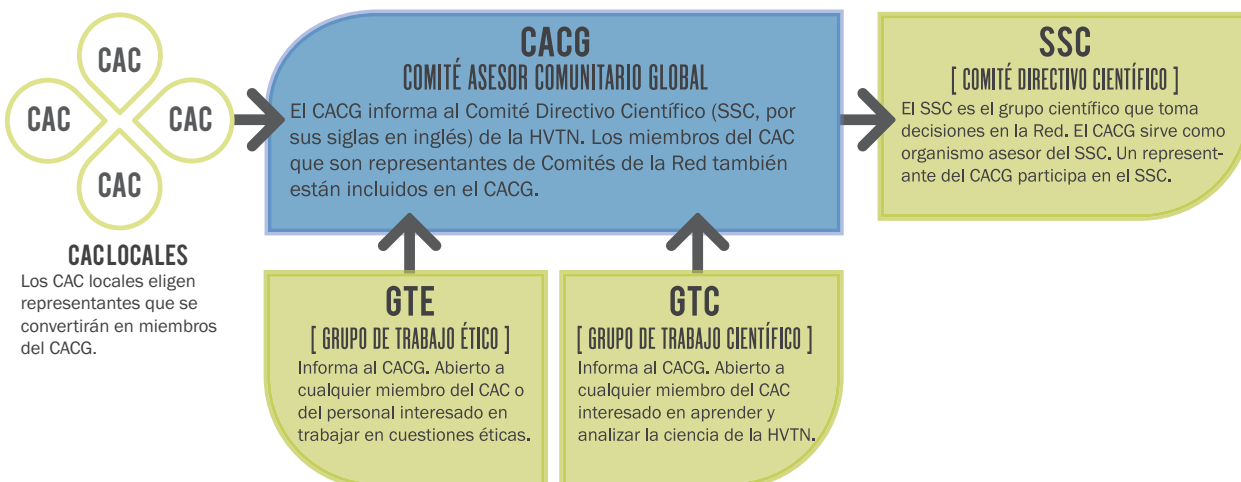 CAC
CAC
CAC
CAC
CAC LOCALES
Los CAC locales eligen
representantes que se
convertirán en miembros
del CACG.
CACG
COMITÉ ASESOR COMUNITARIO GLOBAL
El CACG informa al Comité Directivo Científico (SSC, por
sus siglas en inglés) de la HVTN. Los miembros del CAC
que son representantes de Comités de la Red también
están incluidos en el CACG.
SSC
[ COMITÉ DIRECTIVO CIENTÍFICO ]
El SSC es el grupo científico que toma
decisiones en la Red. El CACG sirve como
organismo asesor del SSC. Un represent-
ante del CACG participa en el SSC.
GTE
[ GRUPO DE TRABAJO ÉTICO ]
Informa al CACG. Abierto a
cualquier miembro del CAC o
del personal interesado en
trabajar en cuestiones éticas.
GTC
[ GRUPO DE TRABAJO CIENTÍFICO ]
Informa al CACG. Abierto a
cualquier miembro del CAC
interesado en aprender y
analizar la ciencia de la HVTN.